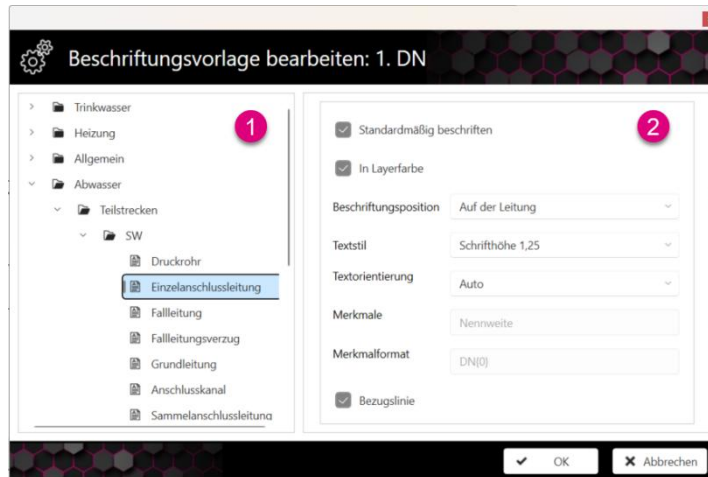 Beschriftungsvorlage bearbeiten: 1. DN
Trinkwasser
Heizung
Allgemein
Abwasser
Teilstrecken
SW
Druckrohr
Einzelanschlussleitung
Fallleitung
Fallleitungsverzug
Grundleitung
Anschlusskanal
Sammelanschlussleitung
1
2
Standardmäßig beschriften
In Layerfarbe
Beschriftungsposition Auf der Leitung
Textstil Schrifthöhe 1,25
Textorientierung Auto
Merkmale Nennweite
Merkmalformat DN{0}
Bezugslinie
OK Abbrechen